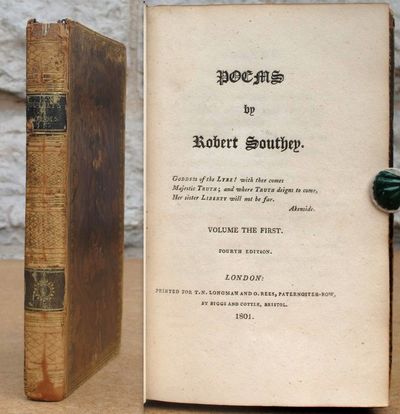 POEMS
by
Robert Southey.
GODDESS of the LYRE! with thee comes
Majestic TRUTH; and where TRUTH deigns to come,
Her sister LIBERTY will not be far.
Akenside.
VOLUME THE FIRST.
FOURTH EDITION.
LONDON:
PRINTED FOR T. N. LONGMAN AND O. REES, PATERNOSTER-ROW,
BY BIGGS AND COTTLE, BRISTOL.
1801.